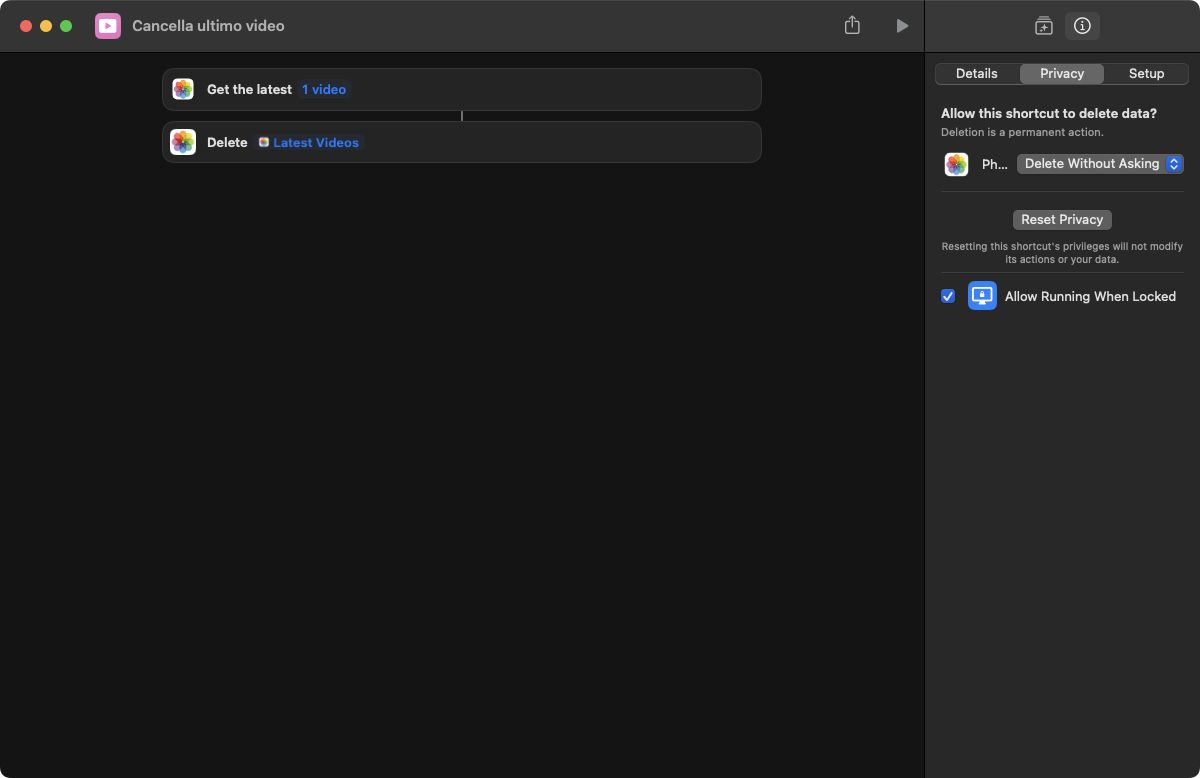 Cancella ultimo video
Get the latest 1 video
Delete Latest Videos
Details Privacy Setup
Allow this shortcut to delete data?
Deletion is a permanent action.
Ph... Delete Without Asking
Reset Privacy
Resetting this shortcut's privileges will not modify
its actions or your data.
Allow Running When Locked